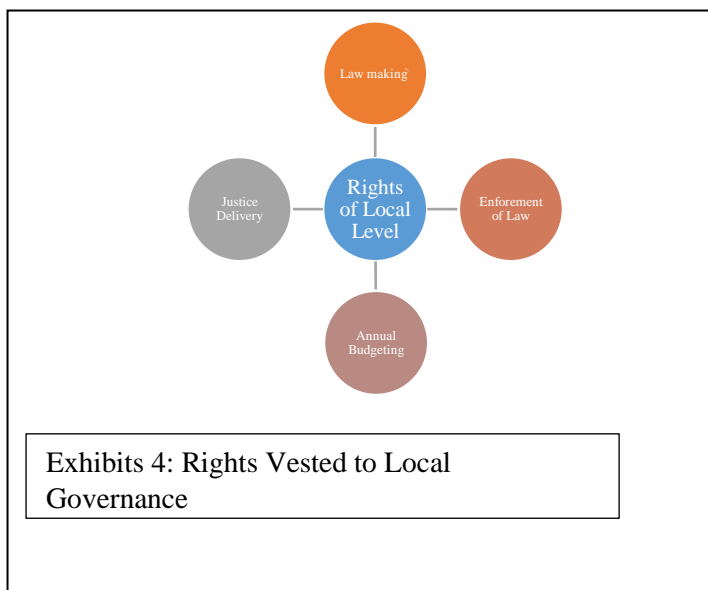 Law making
Justice
Delivery
Rights
of Local
Level
Enforement
of Law
Annual
Budgeting
Exhibits 4: Rights Vested to Local
Governance